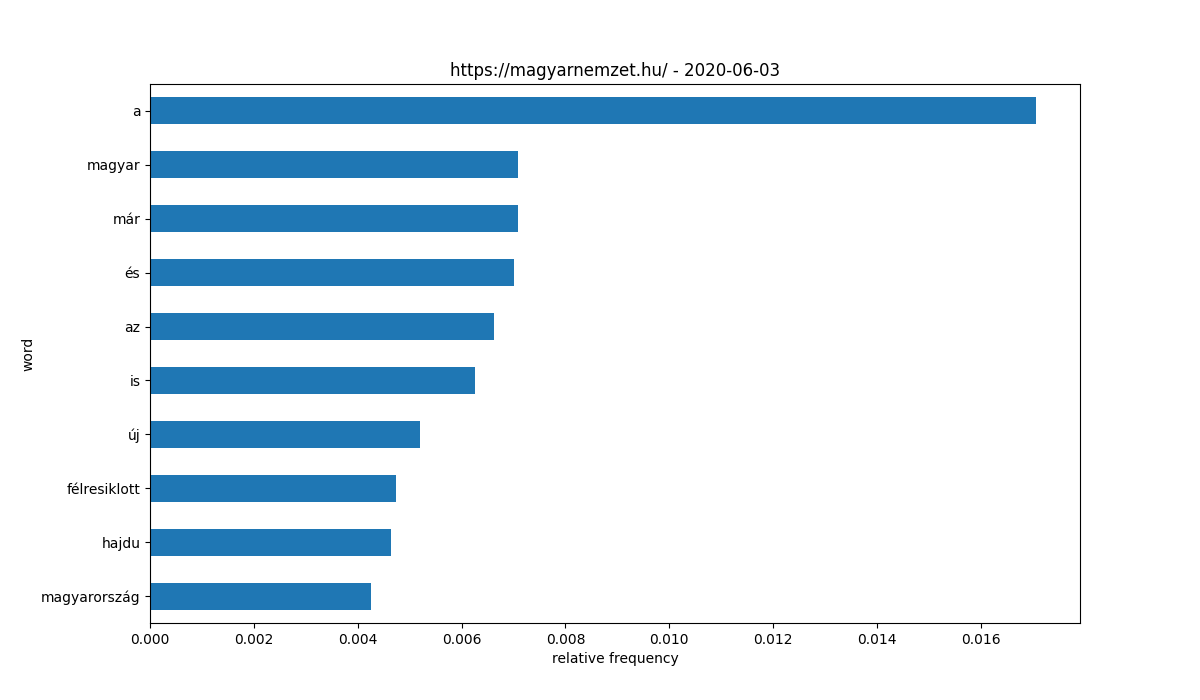 https://magyarnemzet.hu/ - 2020-06-03
a
magyar
már
és
az
is
új
félresiklott
hajdu
magyarország
word
0.000 0.002 0.004 0.006 0.008 0.010 0.012 0.014 0.016
relative frequency